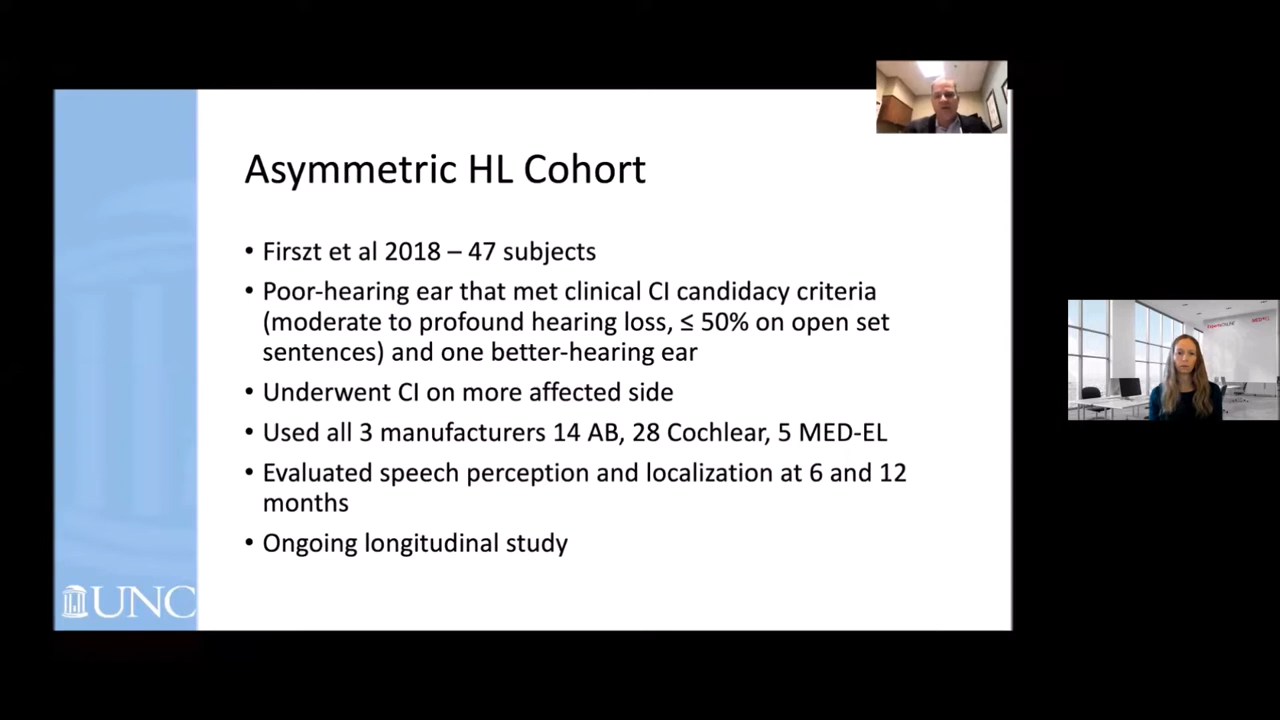 Asymmetric HL Cohort
• Firszt et al 2018 – 47 subjects
• Poor-hearing ear that met clinical CI candidacy criteria
(moderate to profound hearing loss, ≤ 50% on open set
sentences) and one better-hearing ear
• Underwent CI on more affected side
• Used all 3 manufacturers 14 AB, 28 Cochlear, 5 MED-EL
• Evaluated speech perception and localization at 6 and 12
months
• Ongoing longitudinal study
UNC